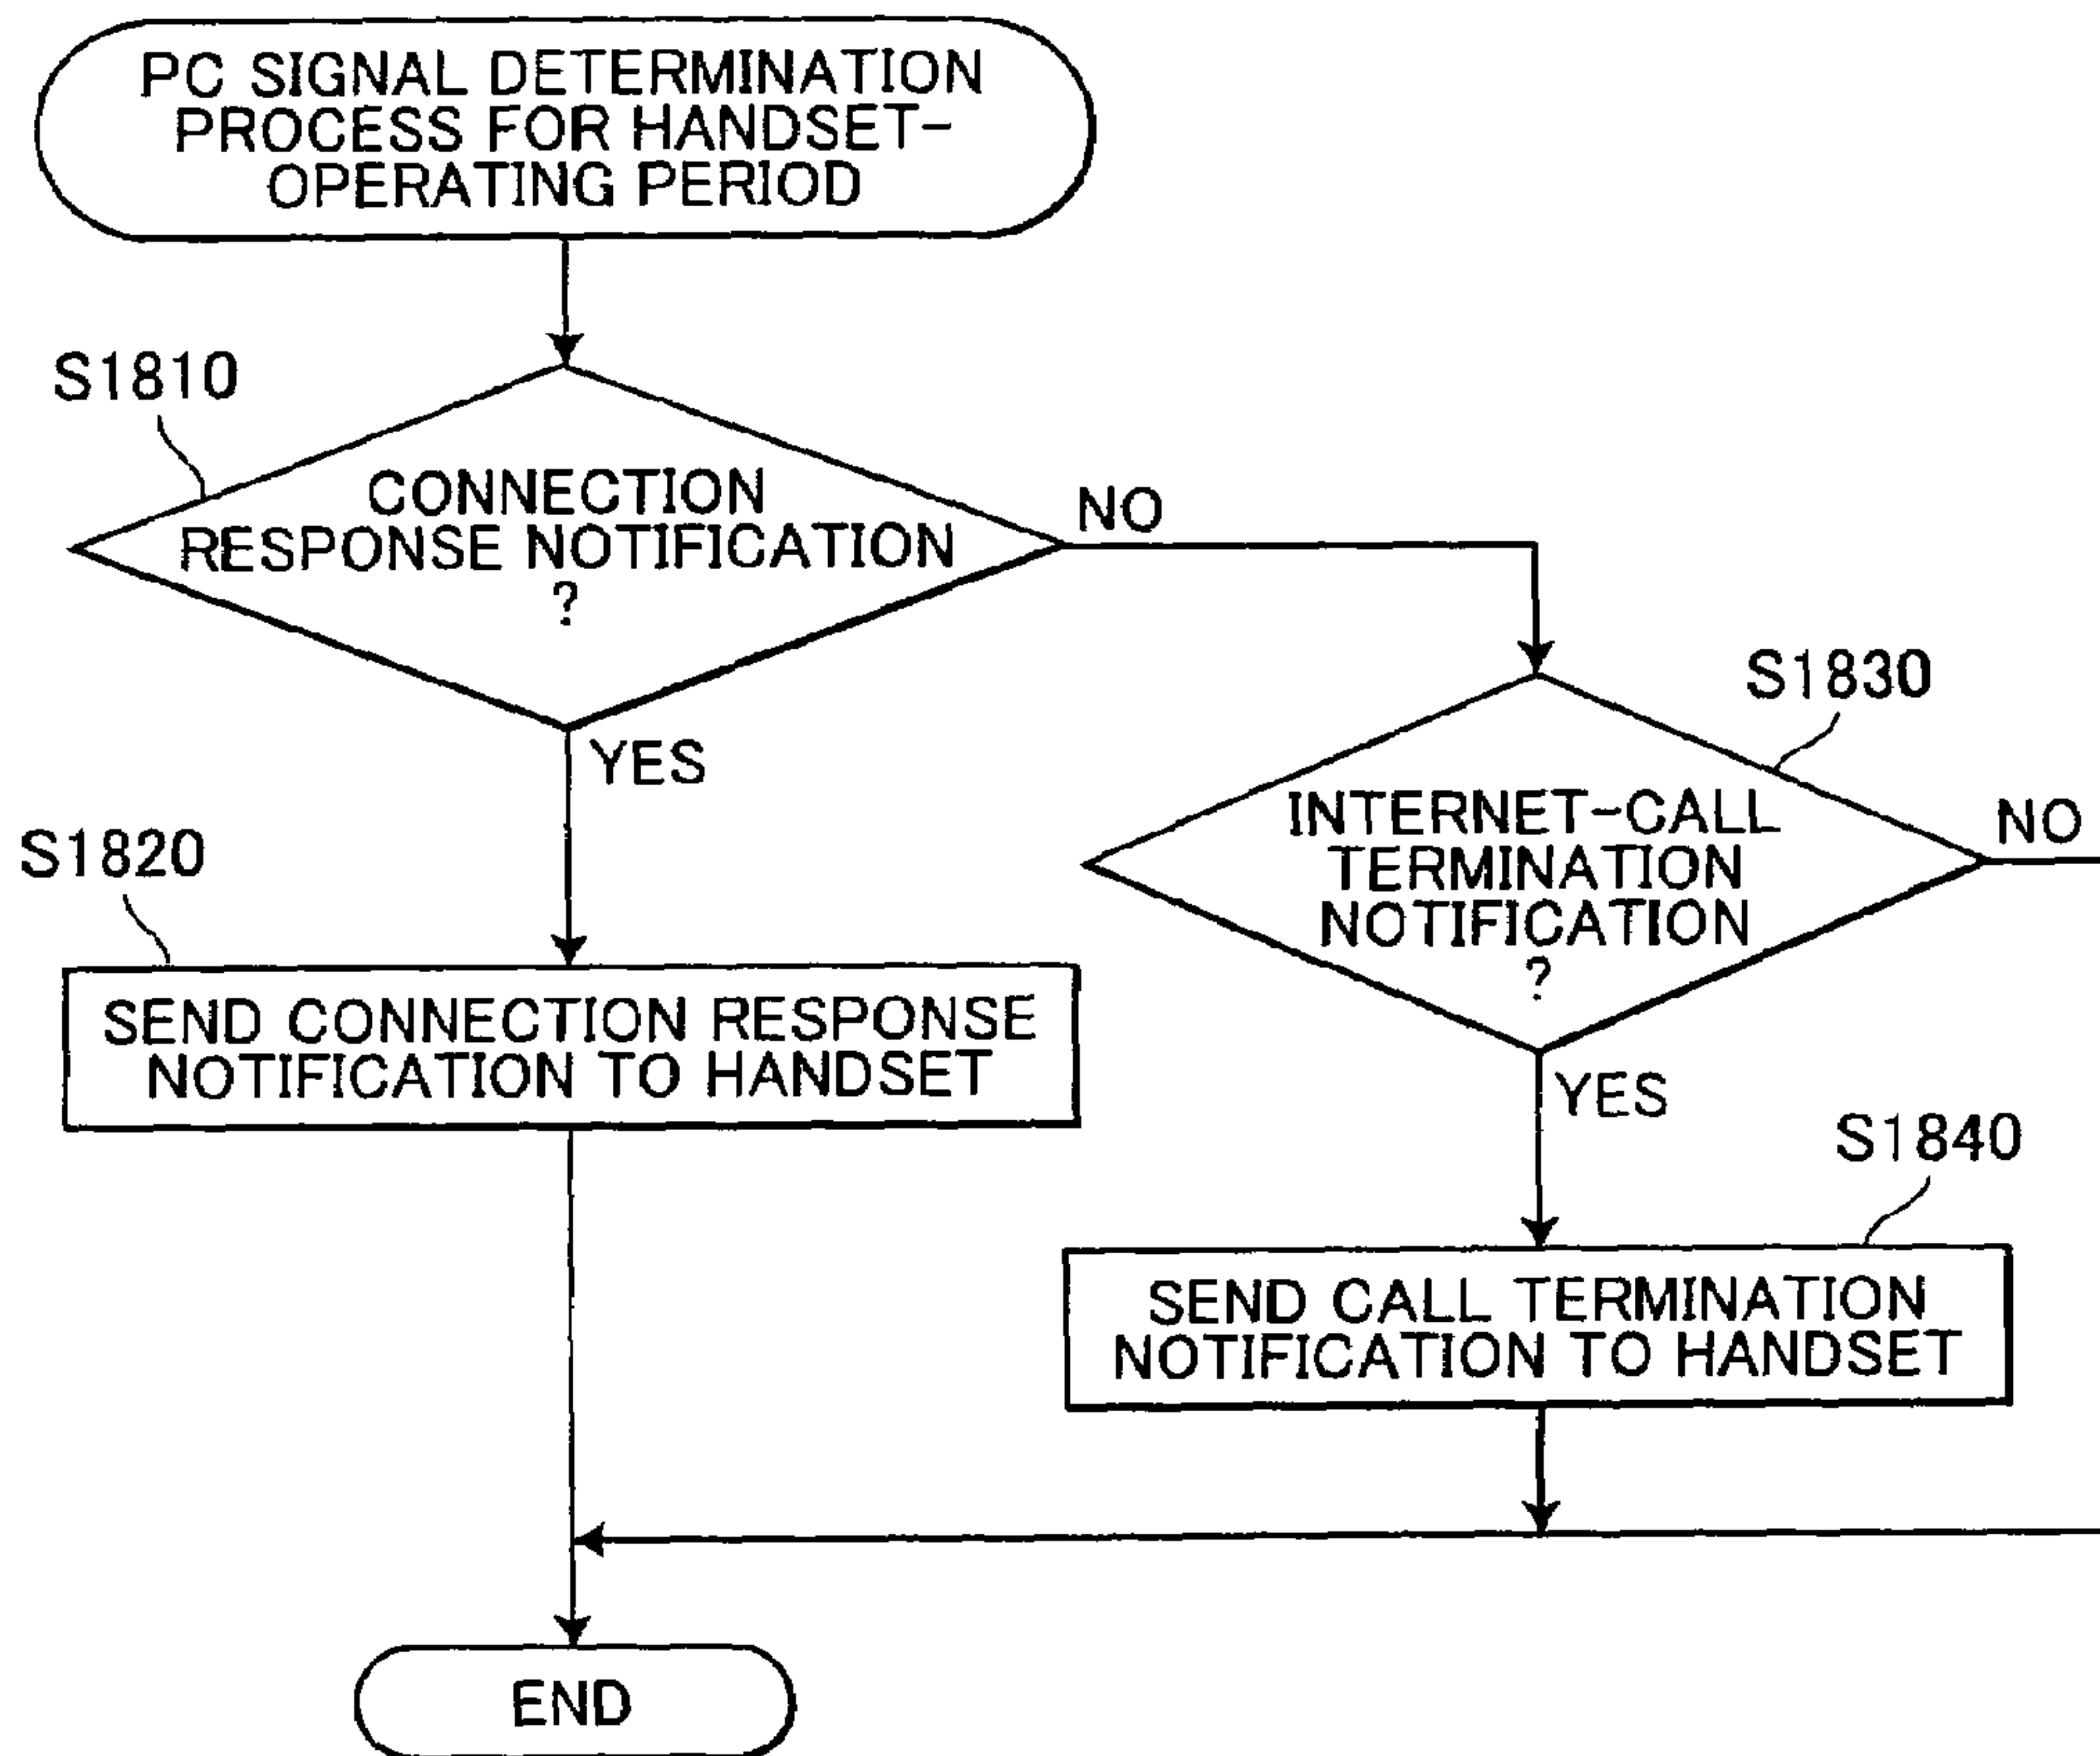 PC SIGNAL DETERMINATION
PROCESS FOR HANDSET-
OPERATING PERIOD
S1810
CONNECTION
RESPONSE NOTIFICATION
?
NO
YES
S1820
SEND CONNECTION RESPONSE
NOTIFICATION TO HANDSET
S1830
INTERNET-CALL
TERMINATION
NOTIFICATION
?
NO
YES
S1840
SEND CALL TERMINATION
NOTIFICATION TO HANDSET
END